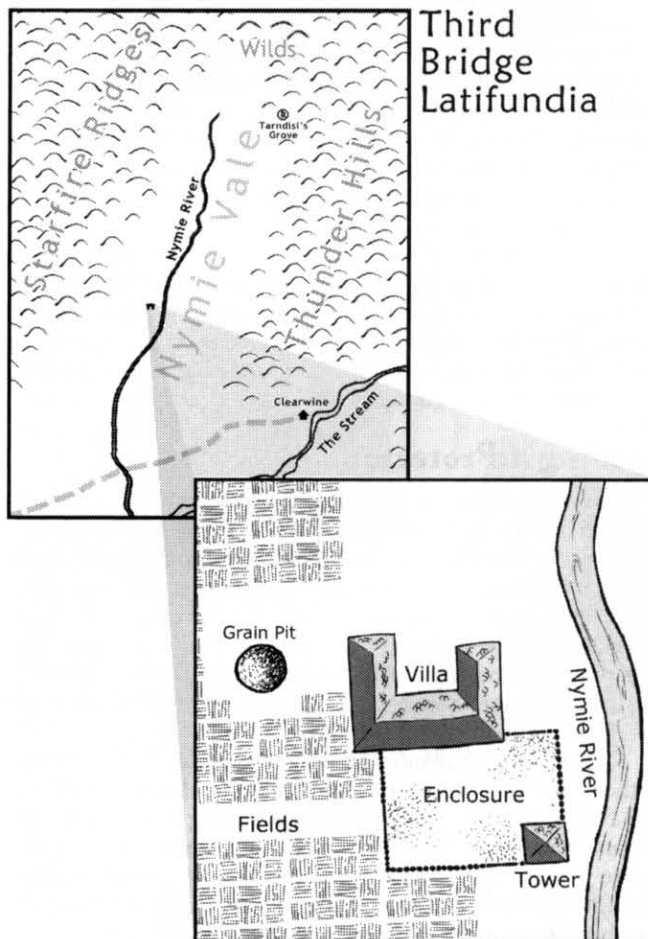 Third
Bridge
Latifundia
Wilds
Starfire Ridges
Tarndisi's
Grove
Nymie River
Nymie Vale
Thunder Hills
Clearwine
The Stream
Grain Pit
Villa
Nymie River
Enclosure
Fields
Tower